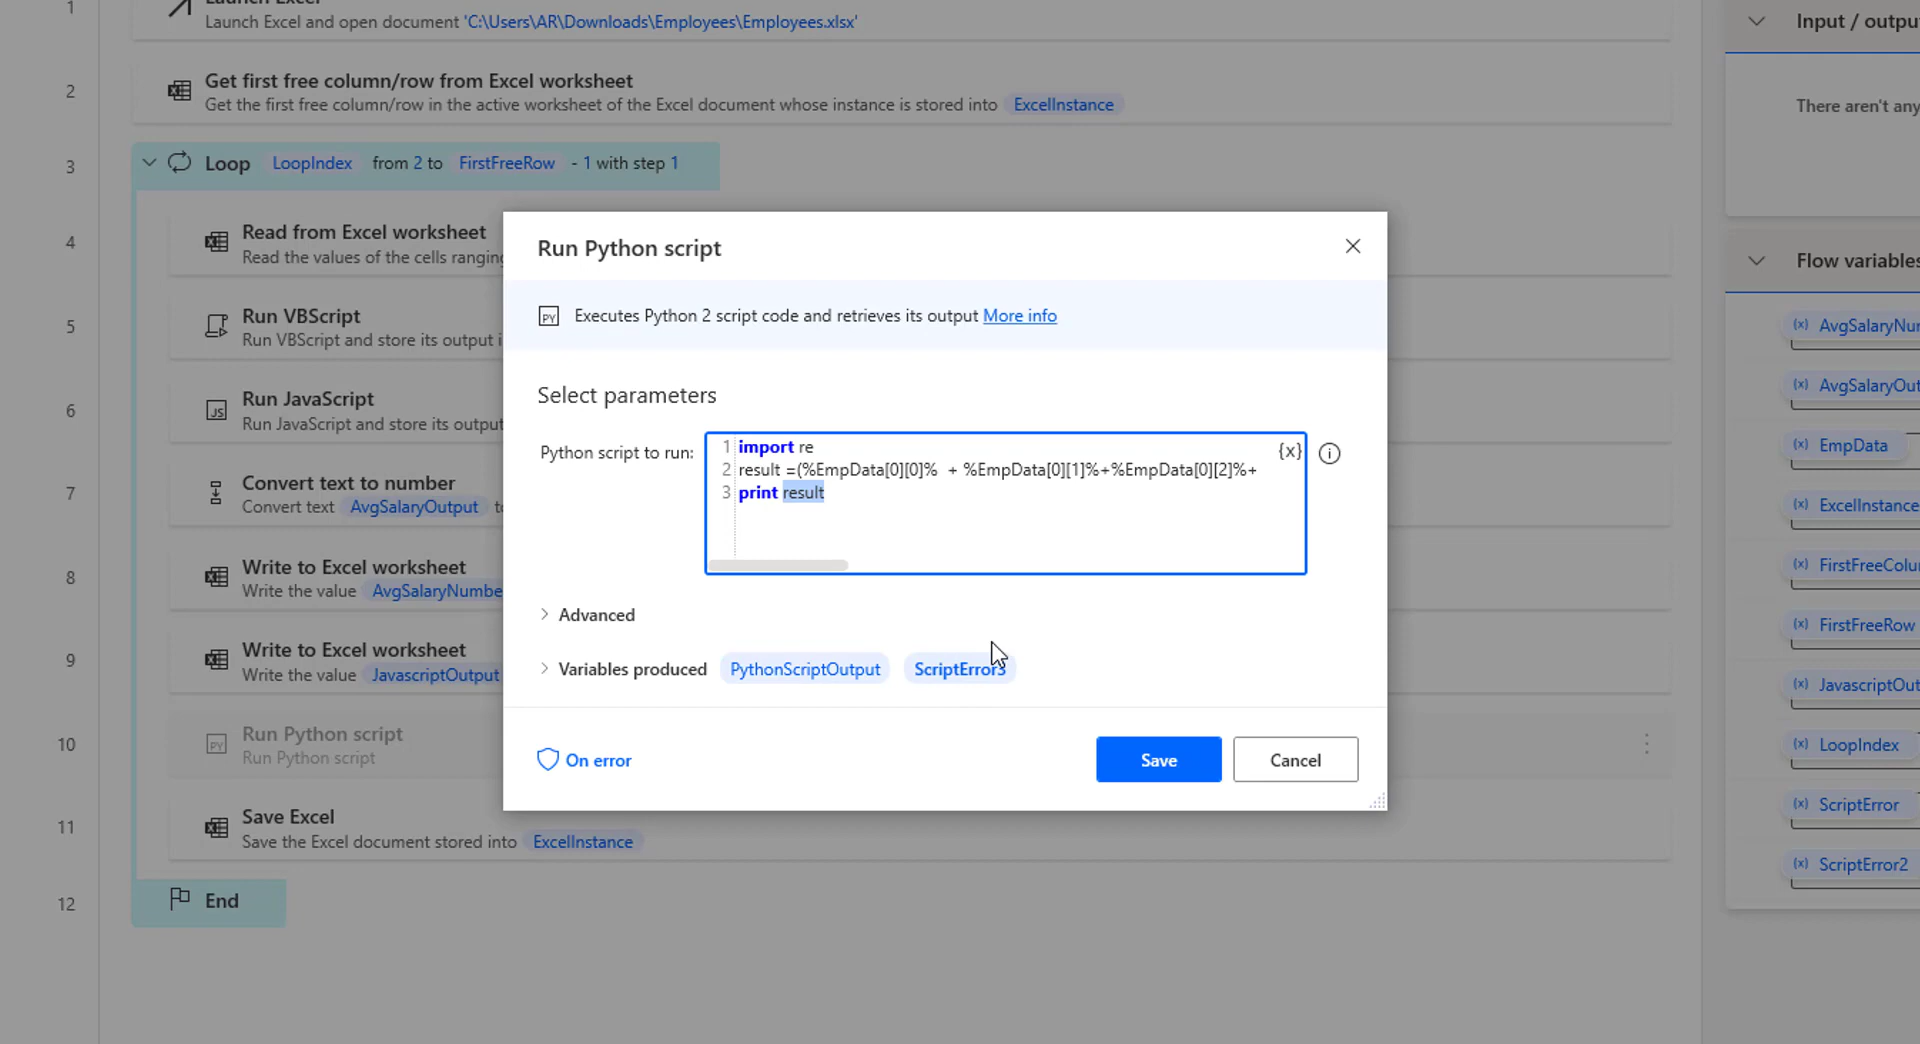 1
Launch Excel
Launch Excel and open document 'C:\Users\AR\Downloads\Employees\Employees.xlsx'
2
Get first free column/row from Excel worksheet
Get the first free column/row in the active worksheet of the Excel document whose instance is stored into ExcelInstance
3
Loop LoopIndex from 2 to FirstFreeRow - 1 with step 1
4
Read from Excel worksheet
Read the values of the cells ranging
5
Run VBScript
Run VBScript and store its output i
6
JS
Run JavaScript
Run JavaScript and store its output
7
Convert text to number
Convert text AvgSalaryOutput to
8
Write to Excel worksheet
Write the value AvgSalaryNumbe
9
Write to Excel worksheet
Write the value JavascriptOutput
10
PY
Run Python script
Run Python script
11
Save Excel
Save the Excel document stored into ExcelInstance
12
End
Run Python script
PY
Executes Python 2 script code and retrieves its output More info
Select parameters
Python script to run:
1 import re
2 result =(%EmpData[0][0]% + %EmpData[0][1]%+%EmpData[0][2]%+
3 print result
{x}
Advanced
Variables produced PythonScriptOutput ScriptError3
On error
Save
Cancel
Input / outpu
There aren't any
Flow variables
(x) AvgSalaryNu
(x) AvgSalaryOut
(x) EmpData
(x) ExcelInstance
(x) FirstFreeColu
(x) FirstFreeRow
(x) JavascriptOut
(x) LoopIndex
(x) ScriptError
(x) ScriptError2